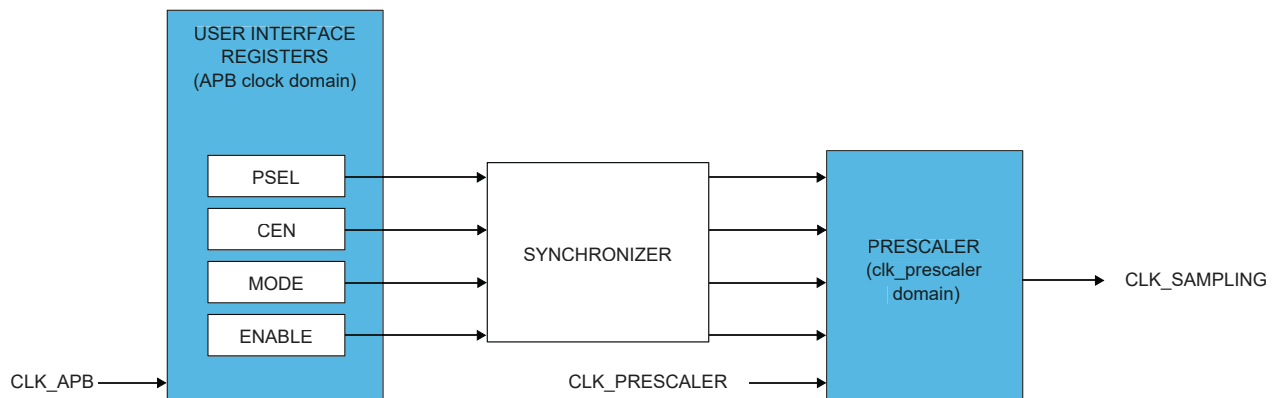 USER INTERFACE
REGISTERS
(APB clock domain)
PSEL
CEN
MODE
ENABLE
SYNCHRONIZER
PRESCALER
(clk_prescaler
domain)
CLK_SAMPLING
CLK_APB
CLK_PRESCALER